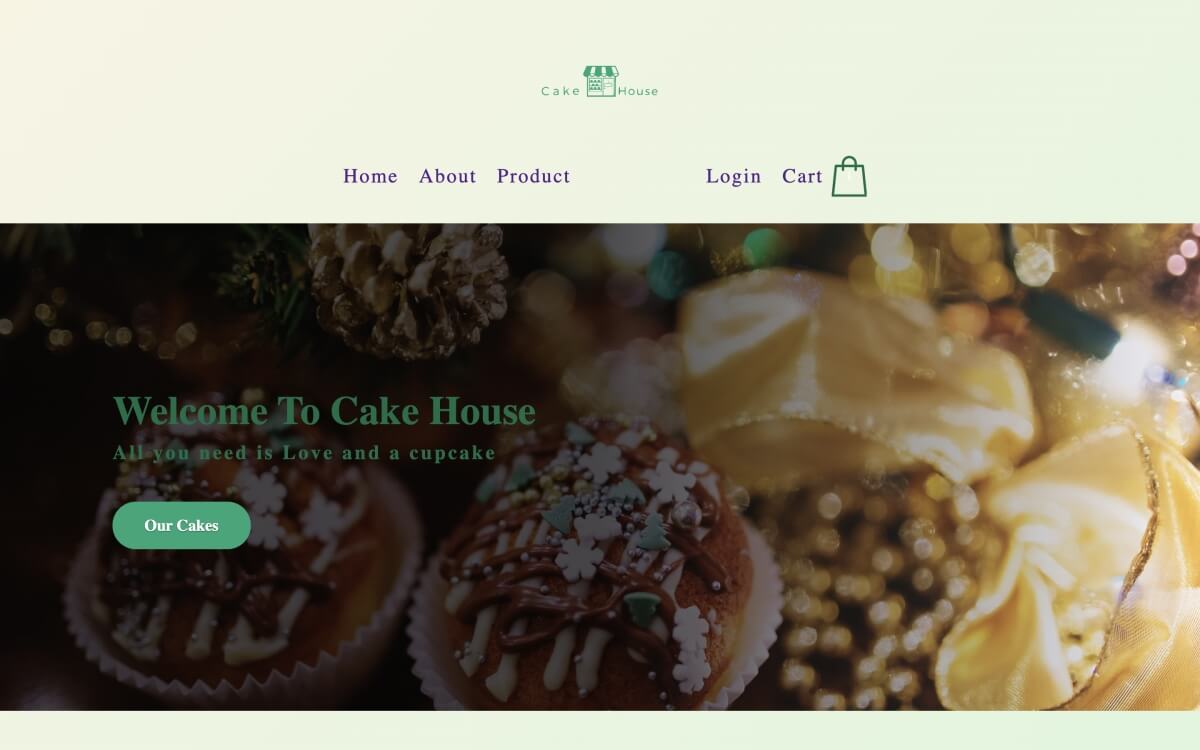 Cake House
Home About Product Login Cart
Welcome To Cake House
All you need is Love and a cupcake
Our Cakes